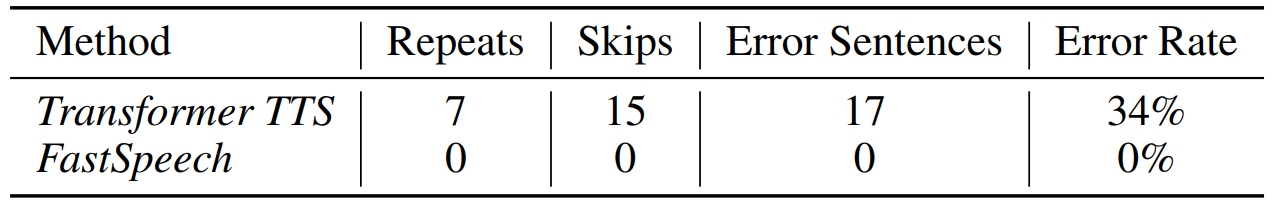 Method Repeats Skips Error Sentences Error Rate
Transformer TTS 7 15 17 34%
FastSpeech 0 0 0 0%